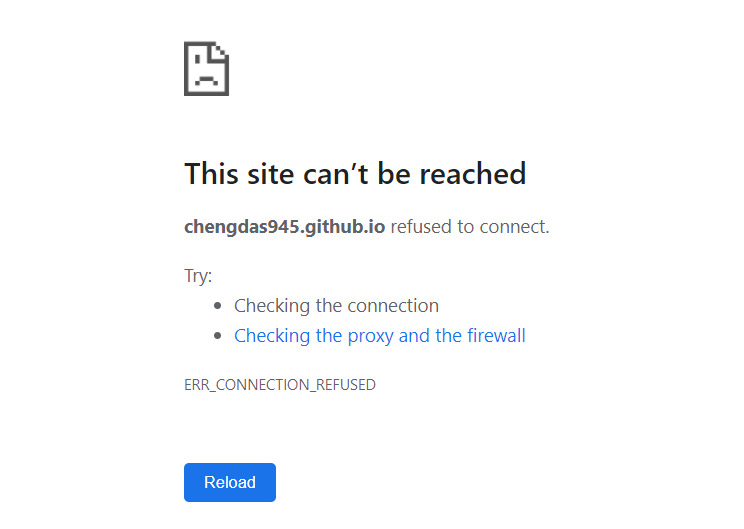 This site can’t be reached
chengdas945.github.io refused to connect.
Try:
Checking the connection
Checking the proxy and the firewall
ERR_CONNECTION_REFUSED
Reload